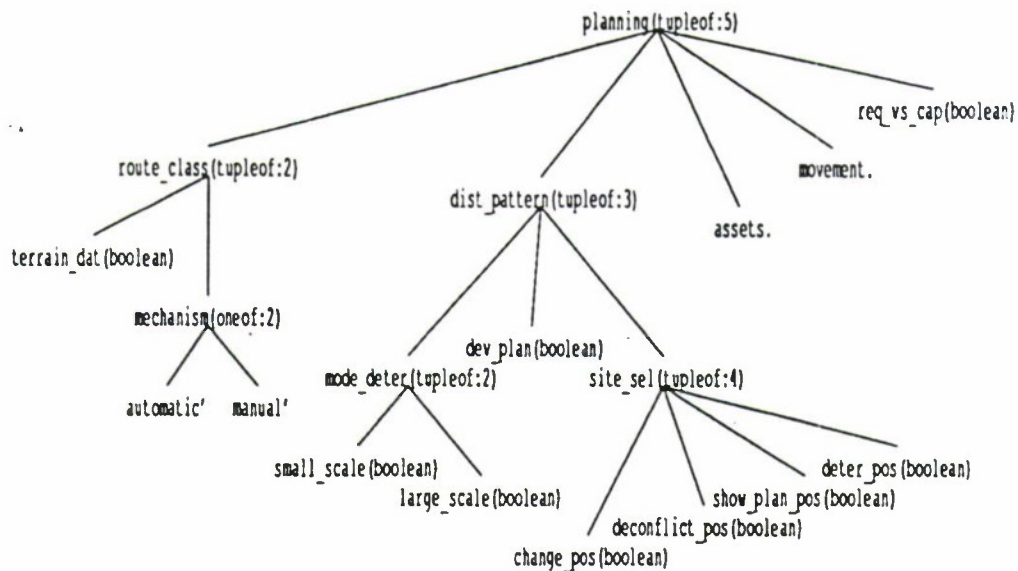 planning(tupleof:5)
req_vs_cap(boolean)
route_class(tupleof:2)
movement.
dist_pattern(tupleof:3)
assets.
terrain_dat(boolean)
mechanism(oneof:2)
dev_plan(boolean)
mode_deter(tupleof:2)
site_sel(tupleof:4)
automatic'
manual'
small_scale(boolean)
deter_pos(boolean)
large_scale(boolean)
show_plan_pos(boolean)
deconflict_pos(boolean)
change_pos(boolean)